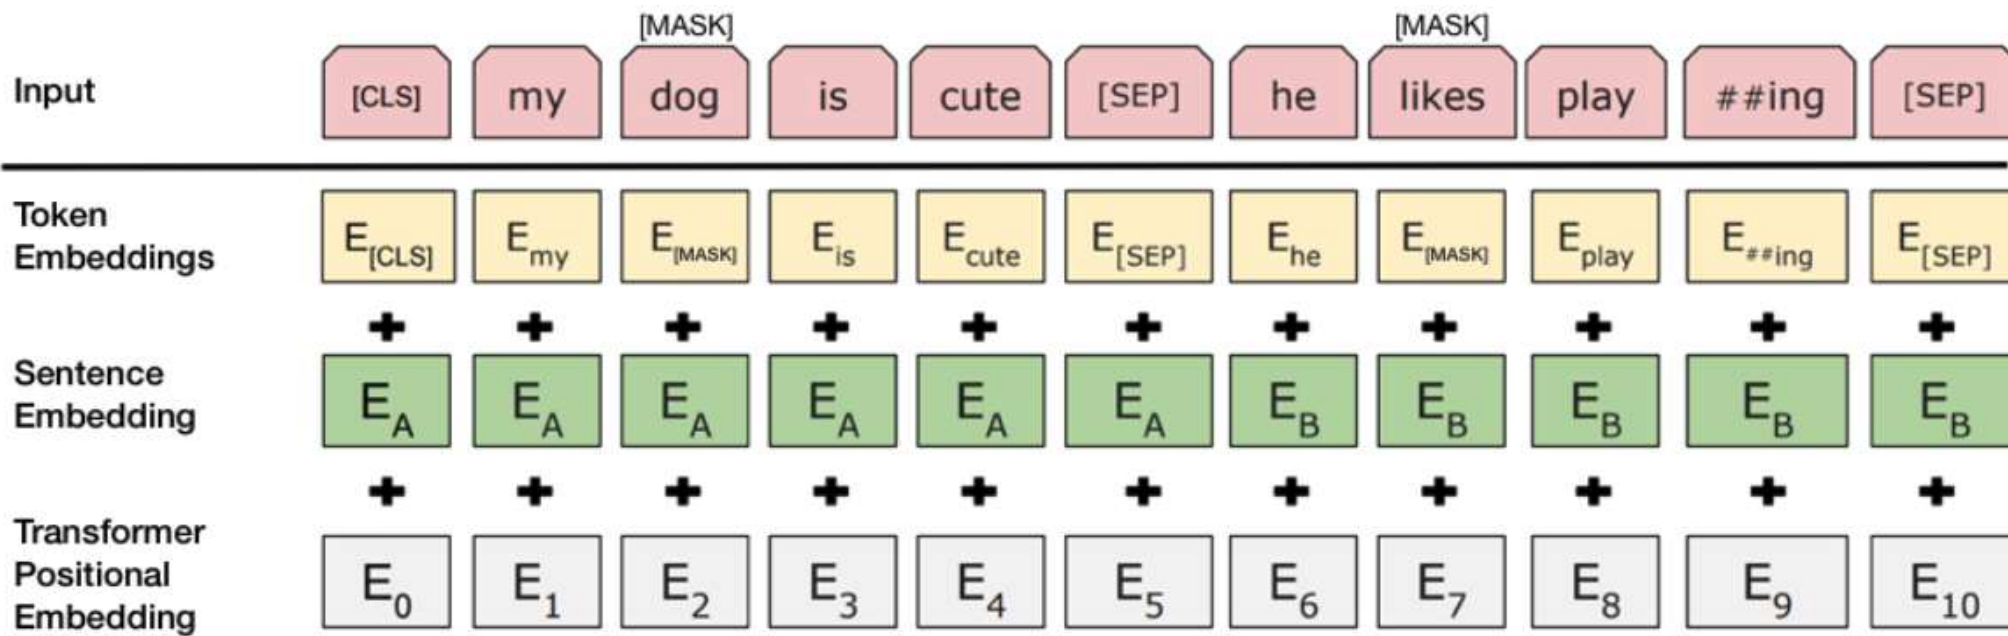 [MASK] [MASK]
Input [CLS] my dog is cute [SEP] he likes play ##ing [SEP]
Token
Embeddings
E[CLS] Emy E[MASK] Eis Ecute E[SEP] Ehe E[MASK] Eplay E##ing E[SEP]
+ + + + + + + + + + +
Sentence
Embedding
EA EA EA EA EA EA EB EB EB EB EB
+ + + + + + + + + + +
Transformer
Positional
Embedding
E0 E1 E2 E3 E4 E5 E6 E7 E8 E9 E10